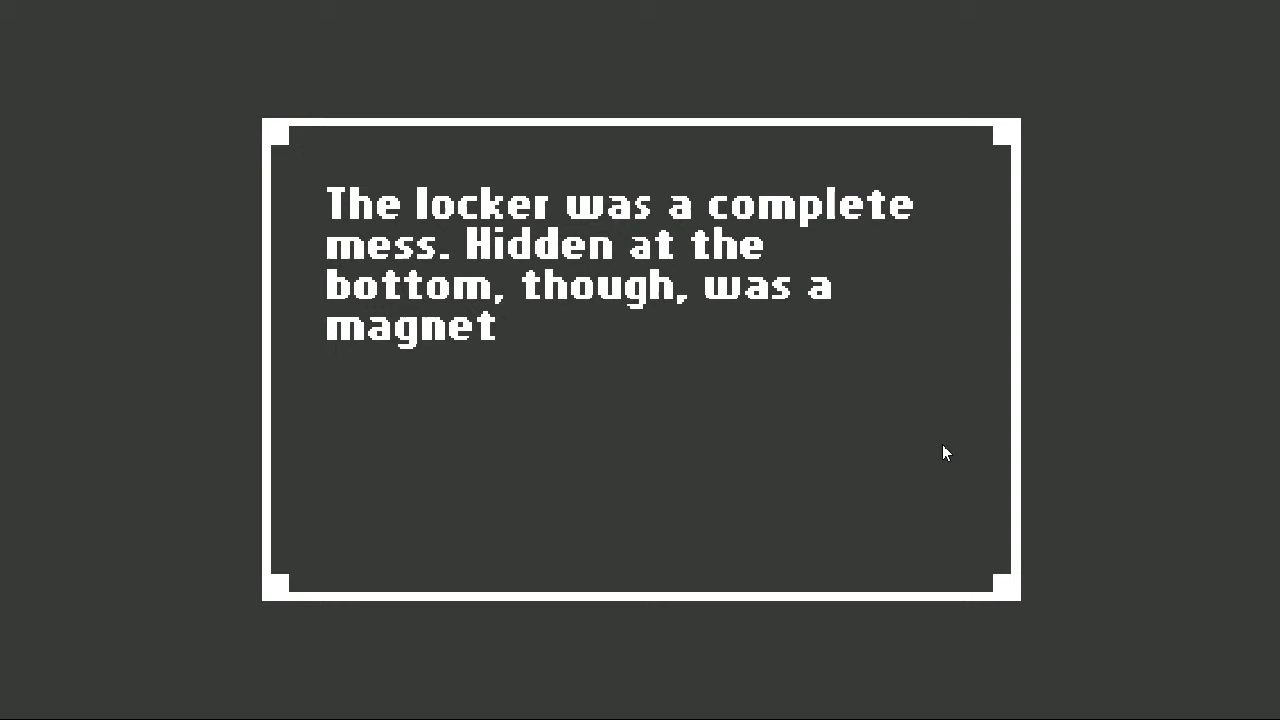 The locker was a complete
mess. Hidden at the
bottom, though, was a
magnet